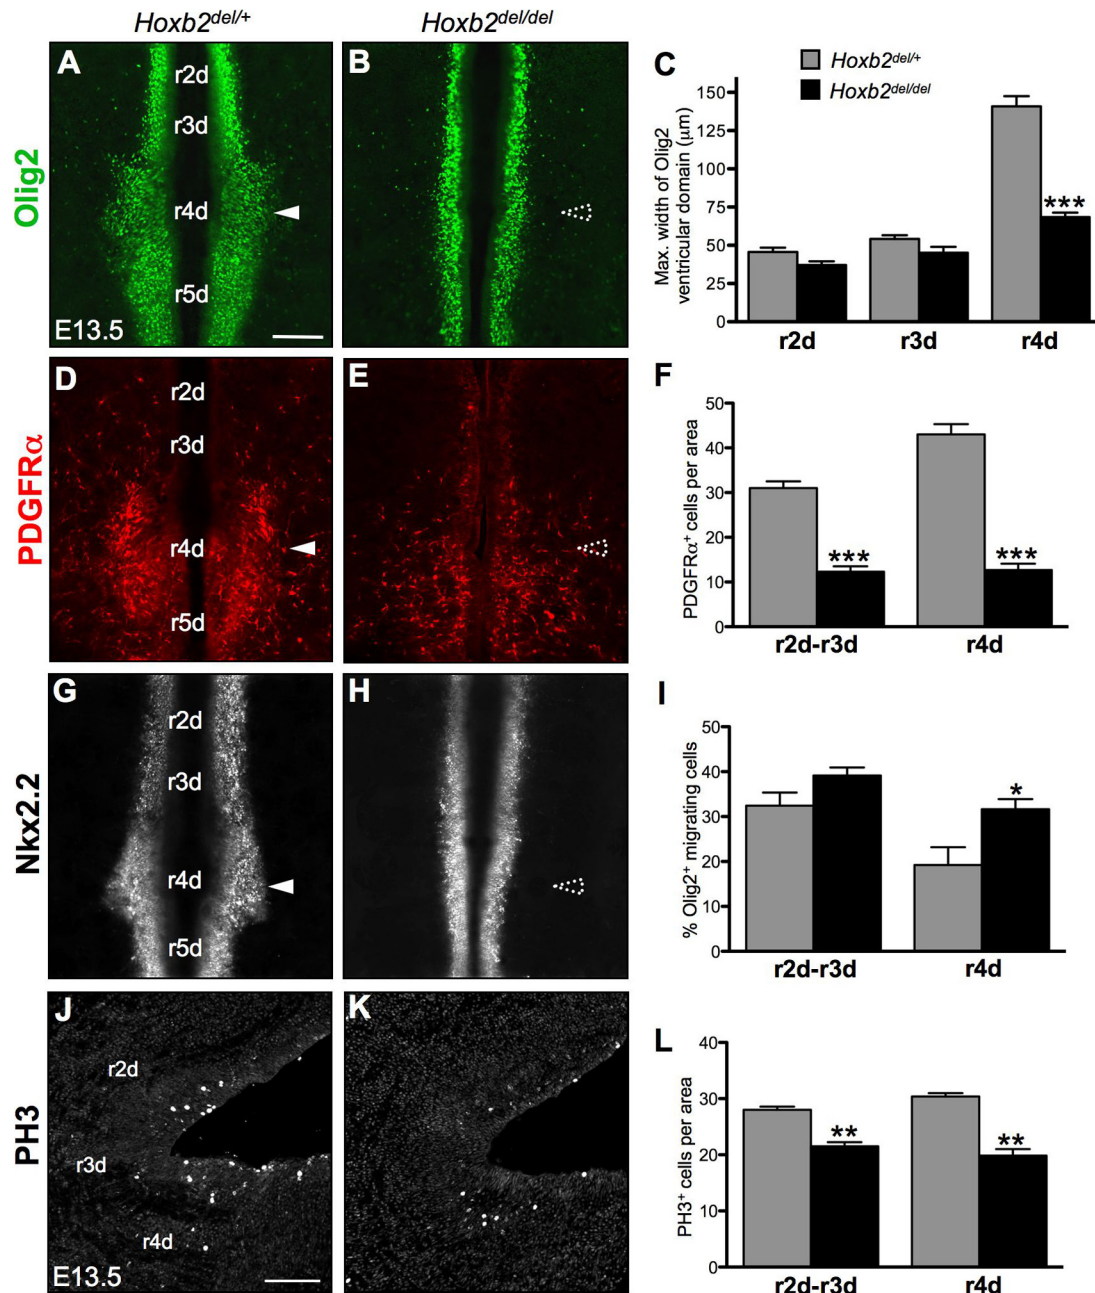 Hoxb2del/+
Hoxb2del/del
Olig2
A
r2d
r3d
r4d
r5d
E13.5
B
C
Hoxb2del/+
Hoxb2del/del
Max. width of Olig2
ventricular domain (μm)
150
125
100
75
50
25
0
***
r2d
r3d
r4d
PDGFRα
D
r2d
r3d
r4d
r5d
E
F
PDGFRα+ cells per area
50
40
30
20
10
0
***
***
r2d-r3d
r4d
Nkx2.2
G
r2d
r3d
r4d
r5d
H
I
% Olig2+ migrating cells
50
40
30
20
10
0
*
r2d-r3d
r4d
PH3
J
r2d
r3d
r4d
E13.5
K
L
PH3+ cells per area
40
30
20
10
0
**
**
r2d-r3d
r4d